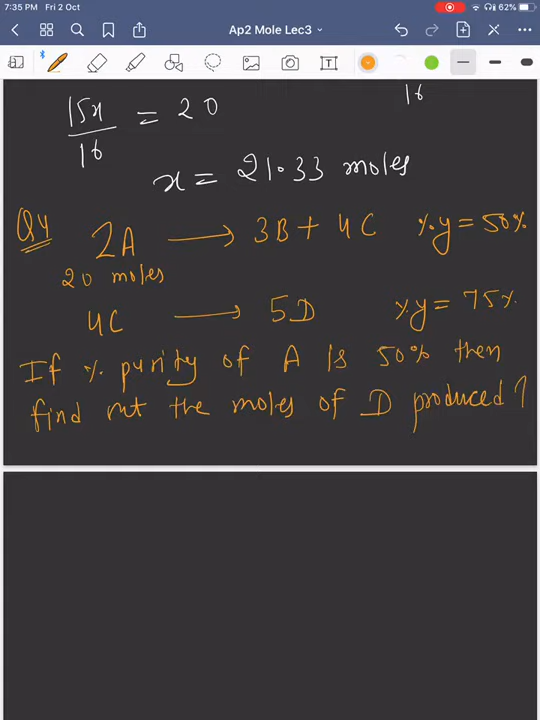 7:35 PM Fri 2 Oct 62%
Ap2 Mole Lec3
15x/16 = 20
16
x = 21.33 moles
Q4 2A → 3B + 4C %y = 50%
20 moles
4C → 5D %y = 75%
If % purity of A is 50% then
find out the moles of D produced ?